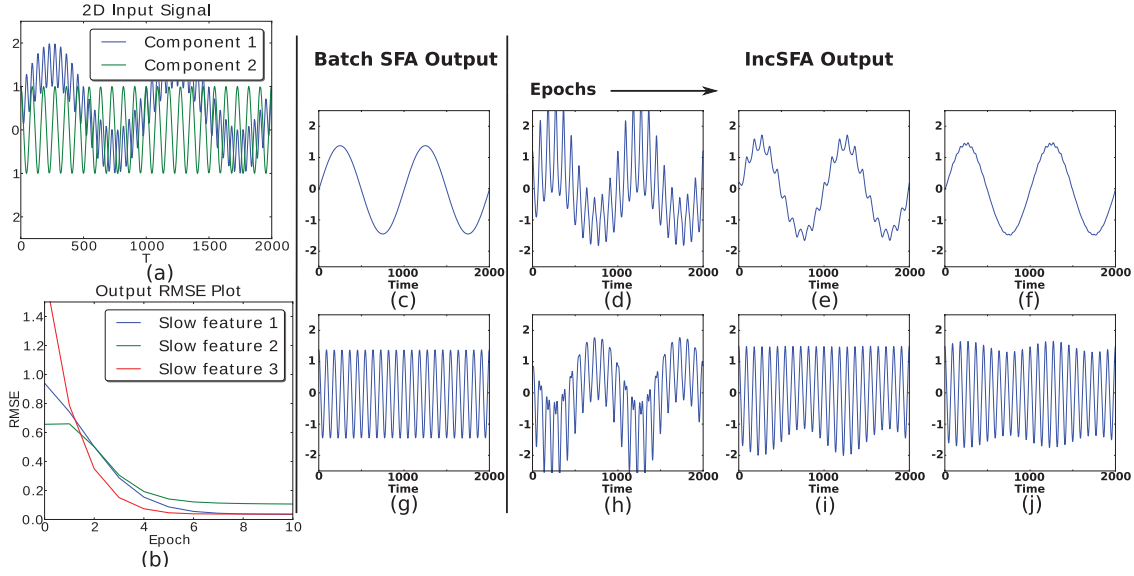 2D Input Signal
Component 1
Component 2
2
1
0
1
2
0 500 1000 1500 2000
T
(a)
Output RMSE Plot
Slow feature 1
Slow feature 2
Slow feature 3
RMSE
1.4
1.2
1.0
0.8
0.6
0.4
0.2
0.0
0 2 4 6 8 10
Epoch
(b)
Batch SFA Output
2
1
0
-1
-2
0 1000 2000
Time
(c)
2
1
0
-1
-2
0 1000 2000
Time
(g)
IncSFA Output
Epochs
2
1
0
-1
-2
0 1000 2000
Time
(d)
2
1
0
-1
-2
0 1000 2000
Time
(e)
2
1
0
-1
-2
0 1000 2000
Time
(f)
2
1
0
-1
-2
0 1000 2000
Time
(h)
2
1
0
-1
-2
0 1000 2000
Time
(i)
2
1
0
-1
-2
0 1000 2000
Time
(j)